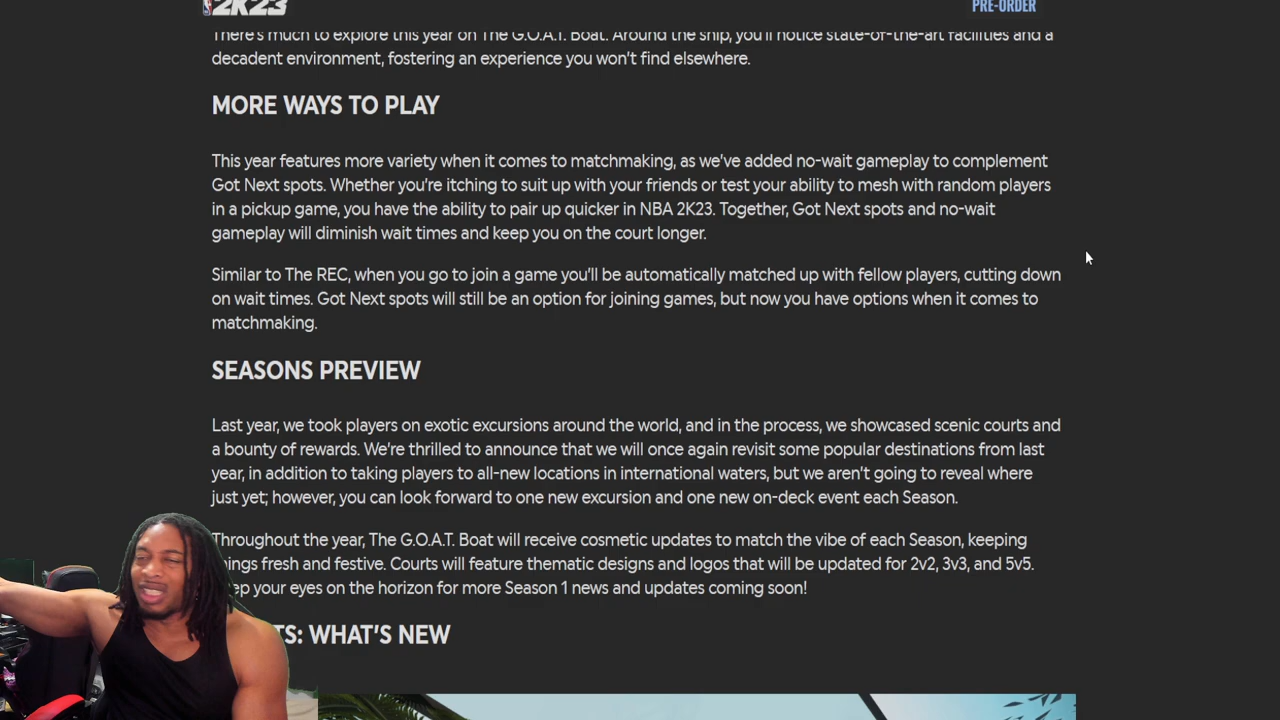 2K23
PRE-ORDER
There's much to explore this year on The G.O.A.T. Boat. Around the ship, you'll notice state-of-the-art facilities and a
decadent environment, fostering an experience you won't find elsewhere.
MORE WAYS TO PLAY
This year features more variety when it comes to matchmaking, as we've added no-wait gameplay to complement
Got Next spots. Whether you're itching to suit up with your friends or test your ability to mesh with random players
in a pickup game, you have the ability to pair up quicker in NBA 2K23. Together, Got Next spots and no-wait
gameplay will diminish wait times and keep you on the court longer.
Similar to The REC, when you go to join a game you'll be automatically matched up with fellow players, cutting down
on wait times. Got Next spots will still be an option for joining games, but now you have options when it comes to
matchmaking.
SEASONS PREVIEW
Last year, we took players on exotic excursions around the world, and in the process, we showcased scenic courts and
a bounty of rewards. We're thrilled to announce that we will once again revisit some popular destinations from last
year, in addition to taking players to all-new locations in international waters, but we aren't going to reveal where
just yet; however, you can look forward to one new excursion and one new on-deck event each Season.
Throughout the year, The G.O.A.T. Boat will receive cosmetic updates to match the vibe of each Season, keeping
ings fresh and festive. Courts will feature thematic designs and logos that will be updated for 2v2, 3v3, and 5v5.
ep your eyes on the horizon for more Season 1 news and updates coming soon!
TS: WHAT'S NEW